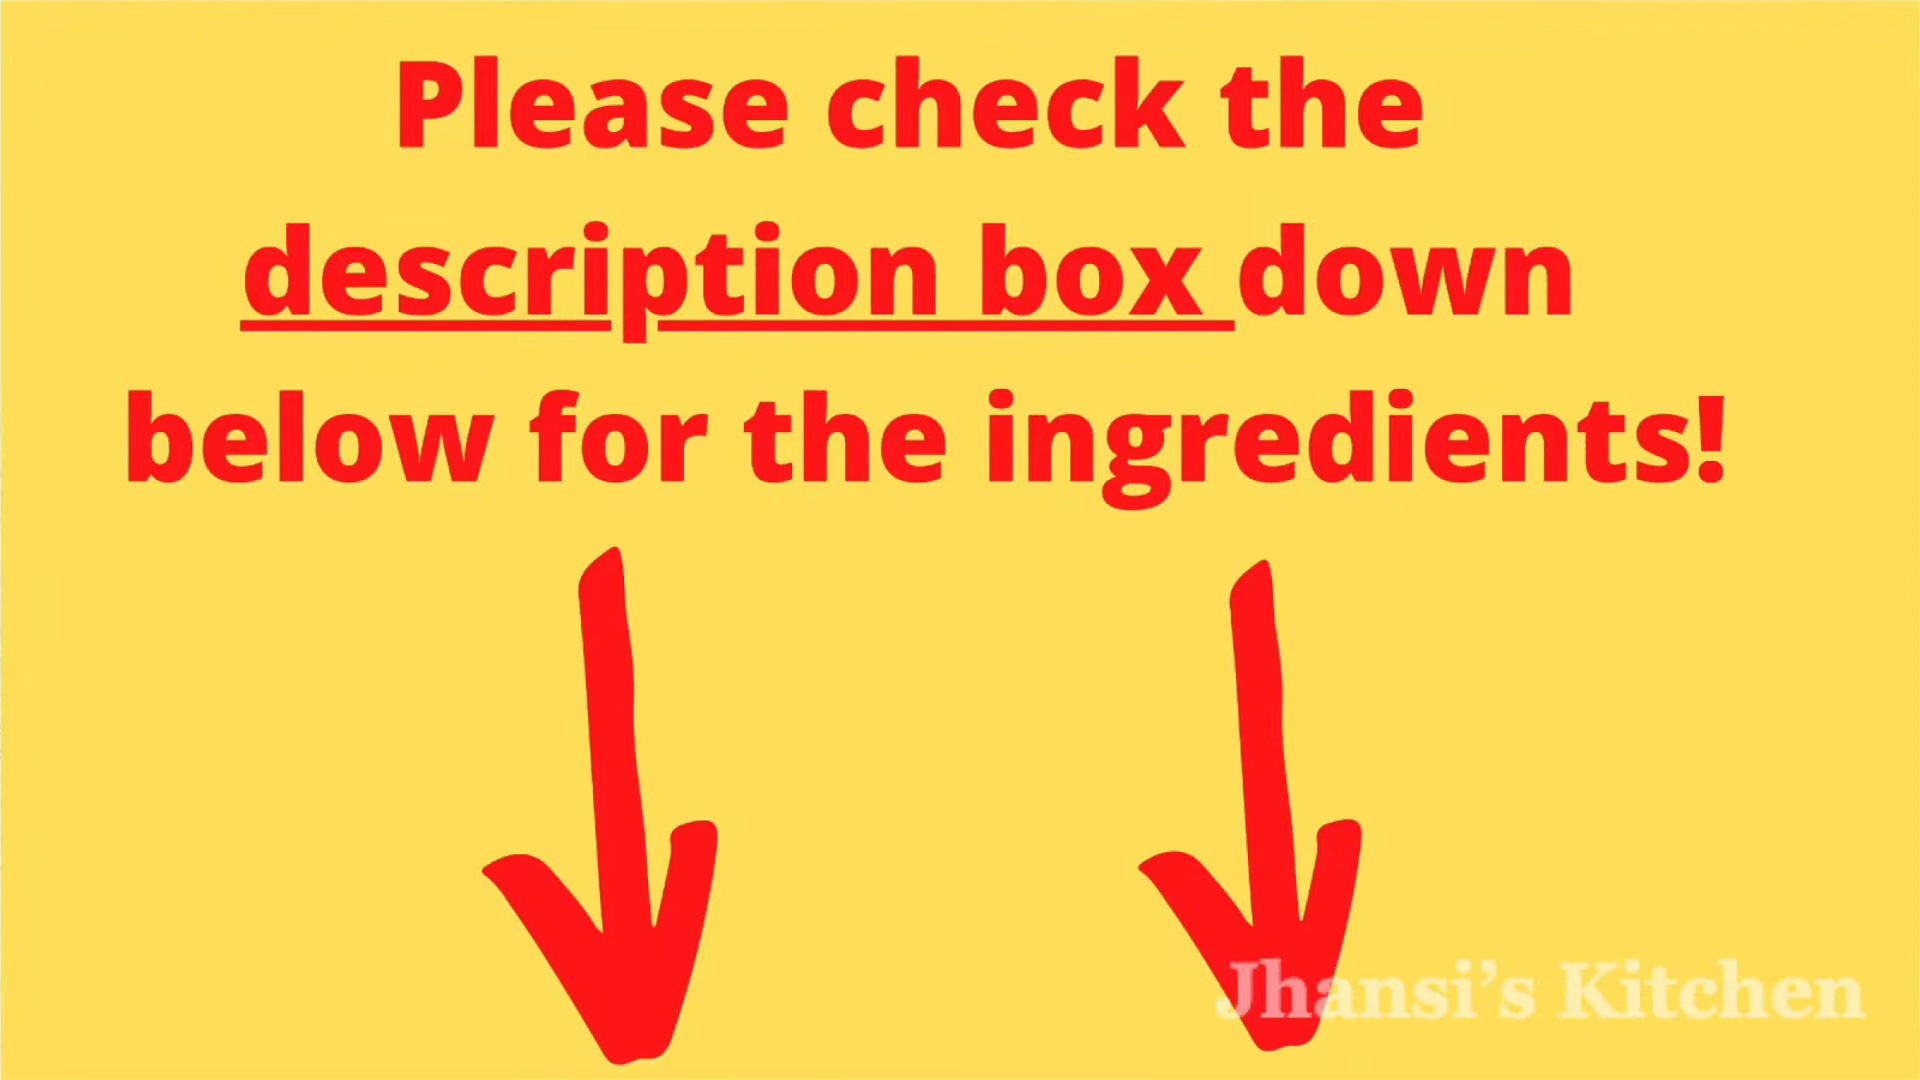 Please check the
description box down
below for the ingredients!
Jhansi's Kitchen